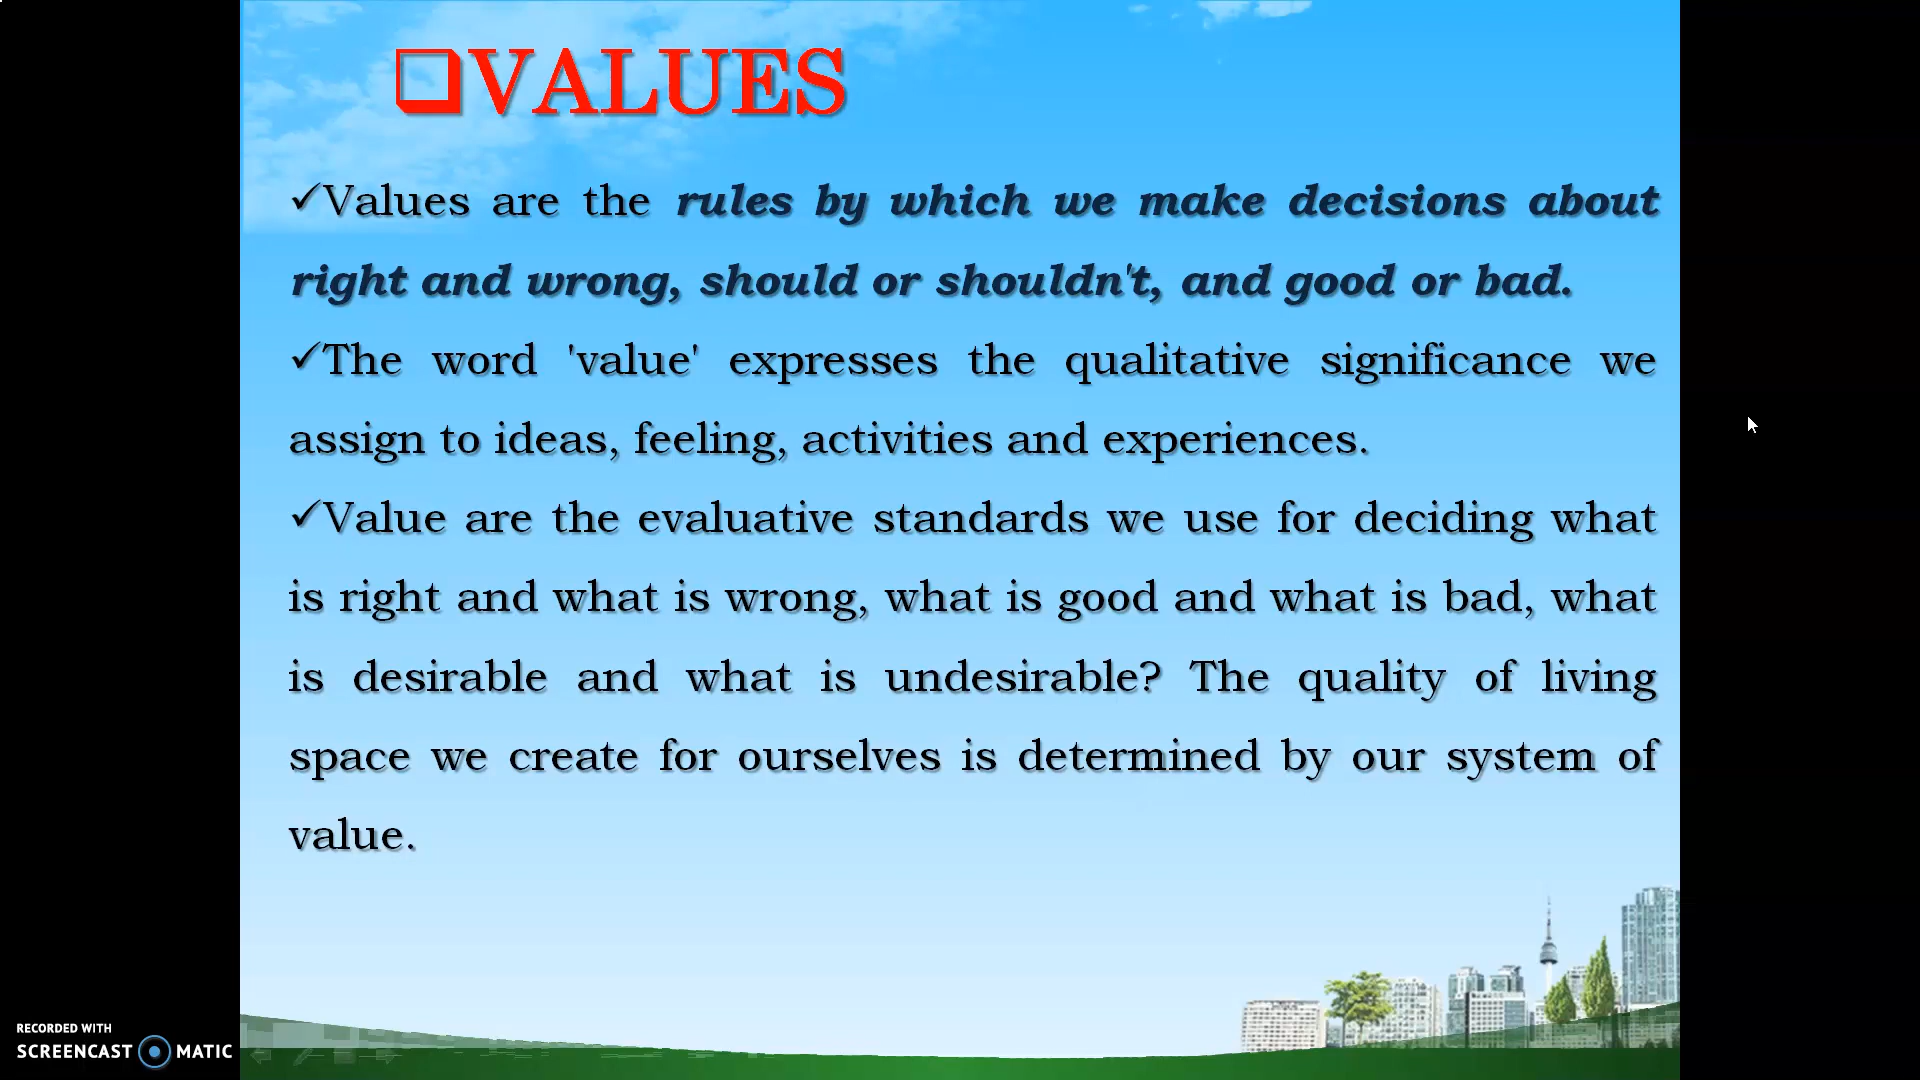 ❑VALUES
✓Values are the rules by which we make decisions about
right and wrong, should or shouldn't, and good or bad.
✓The word 'value' expresses the qualitative significance we
assign to ideas, feeling, activities and experiences.
✓Value are the evaluative standards we use for deciding what
is right and what is wrong, what is good and what is bad, what
is desirable and what is undesirable? The quality of living
space we create for ourselves is determined by our system of
value.
RECORDED WITH
SCREENCAST MATIC